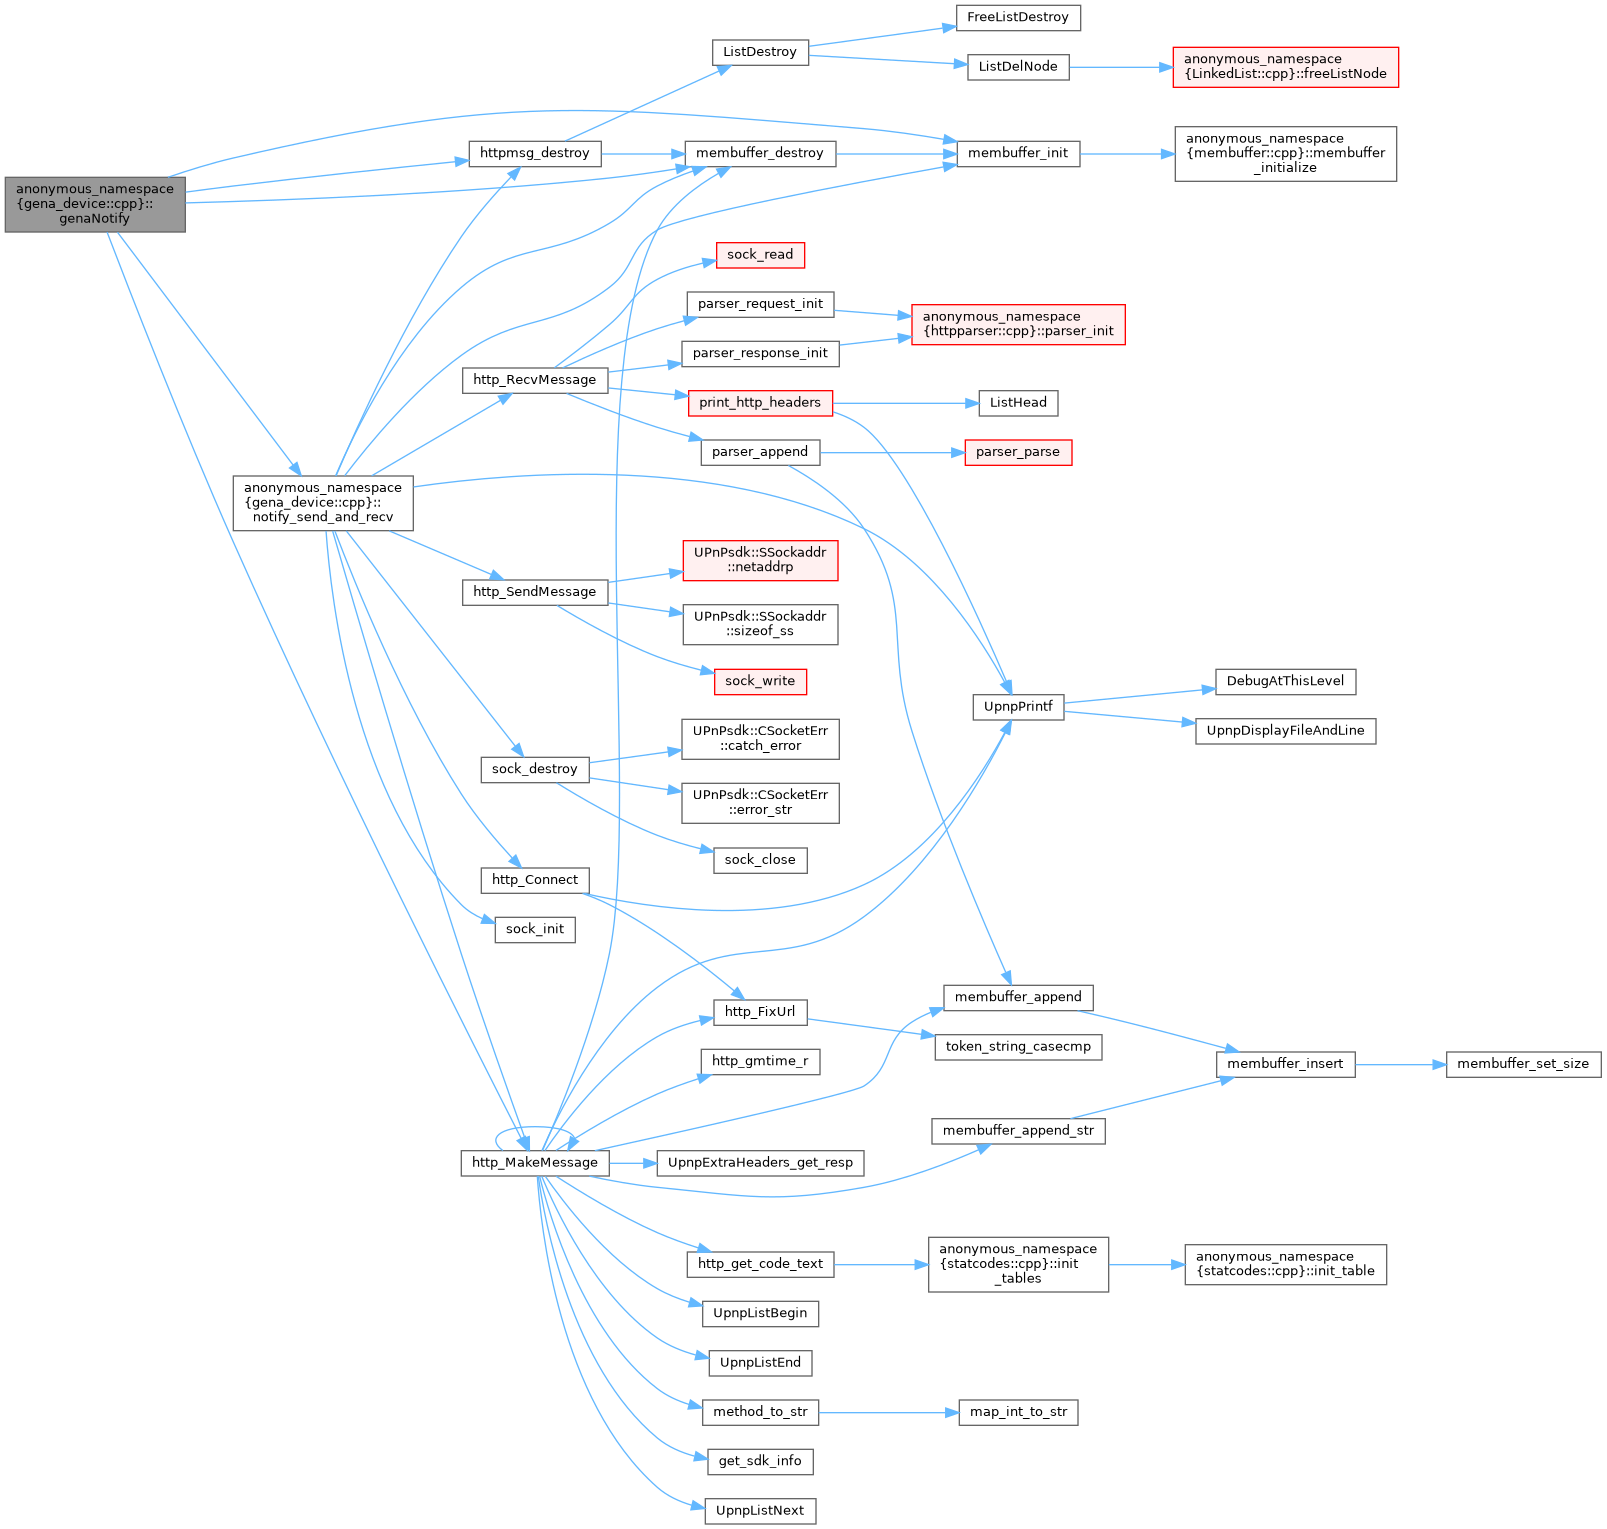 FreeListDestroy
ListDestroy
ListDelNode
anonymous_namespace
{LinkedList::cpp}::freeListNode
anonymous_namespace
{gena_device::cpp}::
genaNotify
httpmsg_destroy
membuffer_destroy
membuffer_init
anonymous_namespace
{membuffer::cpp}::membuffer
_initialize
sock_read
parser_request_init
anonymous_namespace
{httpparser::cpp}::parser_init
parser_response_init
http_RecvMessage
print_http_headers
ListHead
parser_append
parser_parse
anonymous_namespace
{gena_device::cpp}::
notify_send_and_recv
UPnPsdk::SSockaddr
::netaddrp
http_SendMessage
UPnPsdk::SSockaddr
::sizeof_ss
sock_write
UpnpPrintf
DebugAtThisLevel
UpnpDisplayFileAndLine
UPnPsdk::CSocketErr
::catch_error
sock_destroy
UPnPsdk::CSocketErr
::error_str
sock_close
http_Connect
sock_init
membuffer_append
http_FixUrl
token_string_casecmp
http_gmtime_r
membuffer_insert
membuffer_set_size
membuffer_append_str
http_MakeMessage
UpnpExtraHeaders_get_resp
http_get_code_text
anonymous_namespace
{statcodes::cpp}::init
_tables
anonymous_namespace
{statcodes::cpp}::init_table
UpnpListBegin
UpnpListEnd
method_to_str
map_int_to_str
get_sdk_info
UpnpListNext